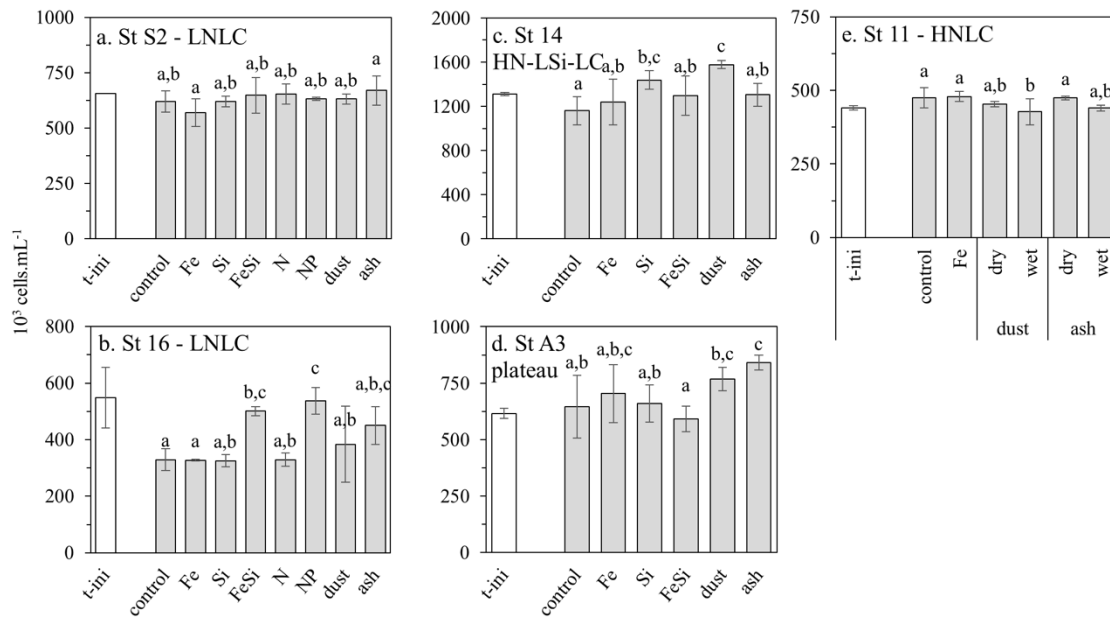 10³ cells.mL⁻¹
a. St S2 - LNLC
1000
750
500
250
0
a,b
a
a,b
a,b
a,b
a,b
a,b
a
t-ini
control
Fe
Si
FeSi
N
NP
dust
ash
b. St 16 - LNLC
800
600
400
200
0
a
a
a,b
b,c
a,b
c
a,b
a,b,c
t-ini
control
Fe
Si
FeSi
N
NP
dust
ash
c. St 14
HN-LSi-LC
2000
1600
1200
800
400
0
a
a,b
b,c
a,b
c
a,b
t-ini
control
Fe
Si
FeSi
dust
ash
d. St A3
plateau
1000
750
500
250
0
a,b
a,b,c
a,b
a
b,c
c
t-ini
control
Fe
Si
FeSi
dust
ash
e. St 11 - HNLC
750
500
250
0
a
a
a,b
b
a
a,b
t-ini
control
Fe
dry
wet
dry
wet
dust
ash